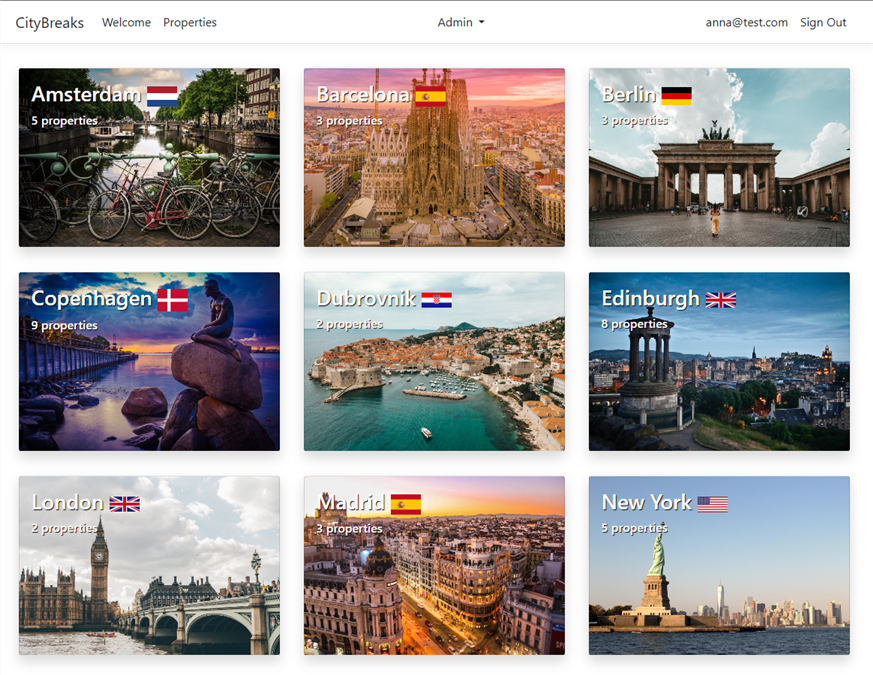 CityBreaks Welcome Properties Admin anna@test.com Sign Out
Amsterdam
5 properties
Barcelona
3 properties
Berlin
3 properties
Copenhagen
9 properties
Dubrovnik
2 properties
Edinburgh
8 properties
London
2 properties
Madrid
3 properties
New York
5 properties